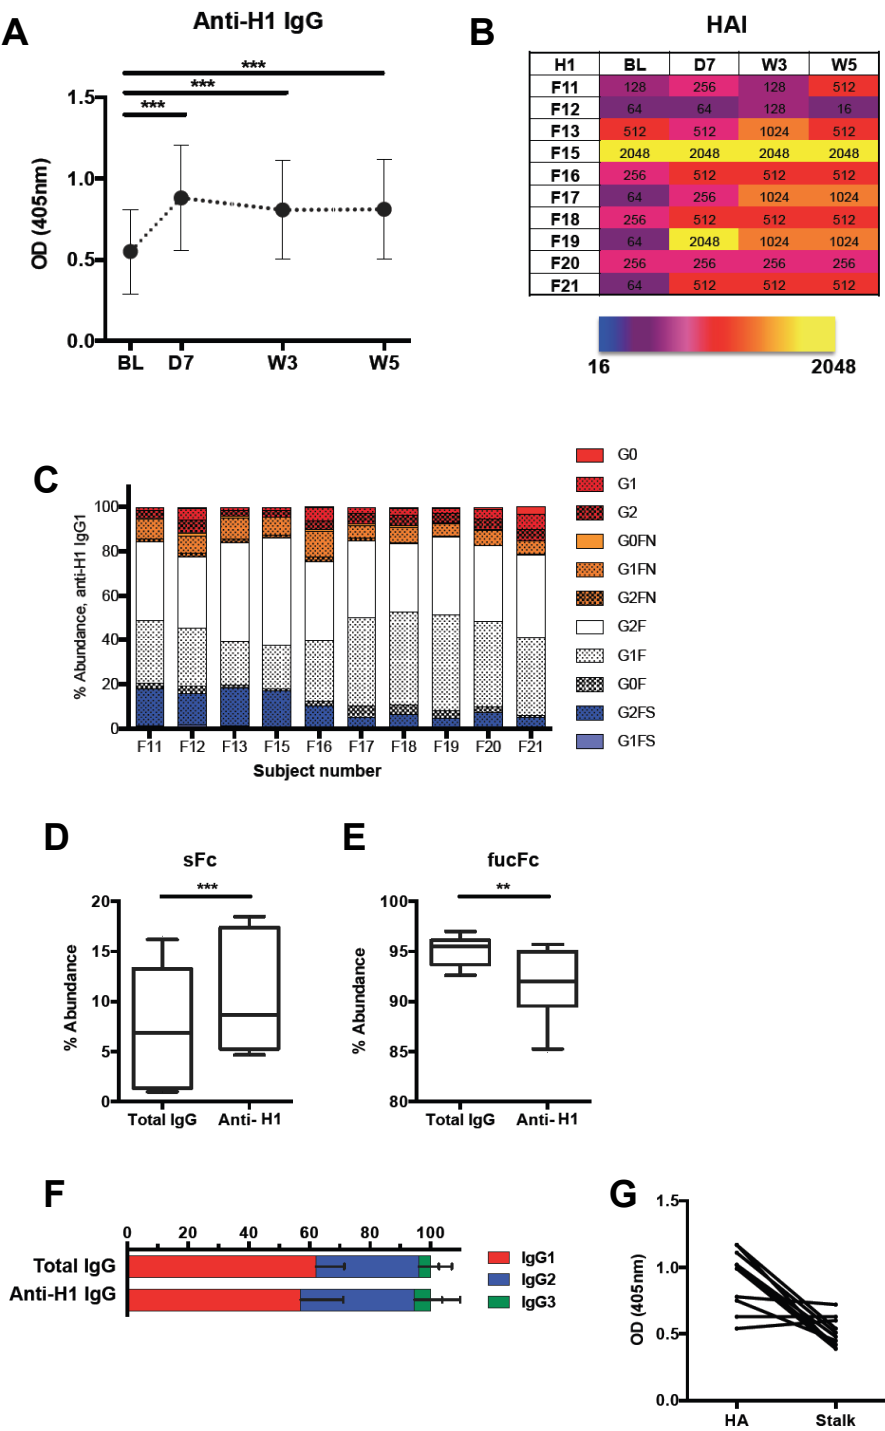 A
Anti-H1 IgG
***
***
***
1.5
1.0
0.5
0.0
OD (405nm)
BL D7 W3 W5
B
HAI
H1 BL D7 W3 W5
F11 128 256 128 512
F12 64 64 128 16
F13 512 512 1024 512
F15 2048 2048 2048 2048
F16 256 512 512 512
F17 64 256 1024 1024
F18 256 512 512 512
F19 64 2048 1024 1024
F20 256 256 256 256
F21 64 512 512 512
16 2048
C
% Abundance, anti-H1 IgG1
100
80
60
40
20
0
F11 F12 F13 F15 F16 F17 F18 F19 F20 F21
Subject number
G0
G1
G2
G0FN
G1FN
G2FN
G2F
G1F
G0F
G2FS
G1FS
D
sFc
***
20
15
10
5
0
% Abundance
Total IgG Anti- H1
E
fucFc
**
100
95
90
85
80
% Abundance
Total IgG Anti- H1
F
0 20 40 60 80 100
Total IgG
Anti-H1 IgG
IgG1
IgG2
IgG3
G
1.5
1.0
0.5
0.0
OD (405nm)
HA Stalk